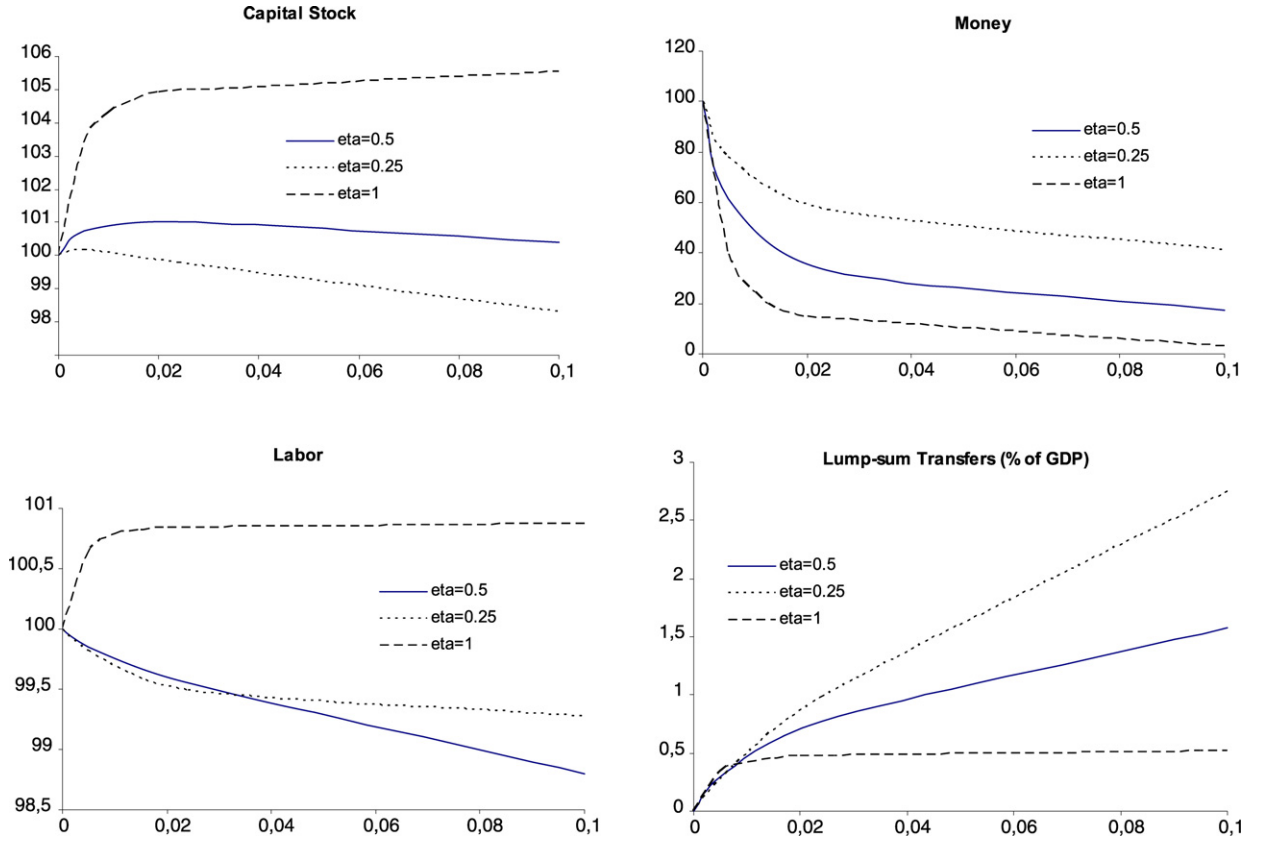 Capital Stock
106
105
104
103
102
101
100
99
98
0 0,02 0,04 0,06 0,08 0,1
eta=0.5
eta=0.25
eta=1
Money
120
100
80
60
40
20
0
0 0,02 0,04 0,06 0,08 0,1
eta=0.5
eta=0.25
eta=1
Labor
101
100,5
100
99,5
99
98,5
0 0,02 0,04 0,06 0,08 0,1
eta=0.5
eta=0.25
eta=1
Lump-sum Transfers (% of GDP)
3
2,5
2
1,5
1
0,5
0
0 0,02 0,04 0,06 0,08 0,1
eta=0.5
eta=0.25
eta=1